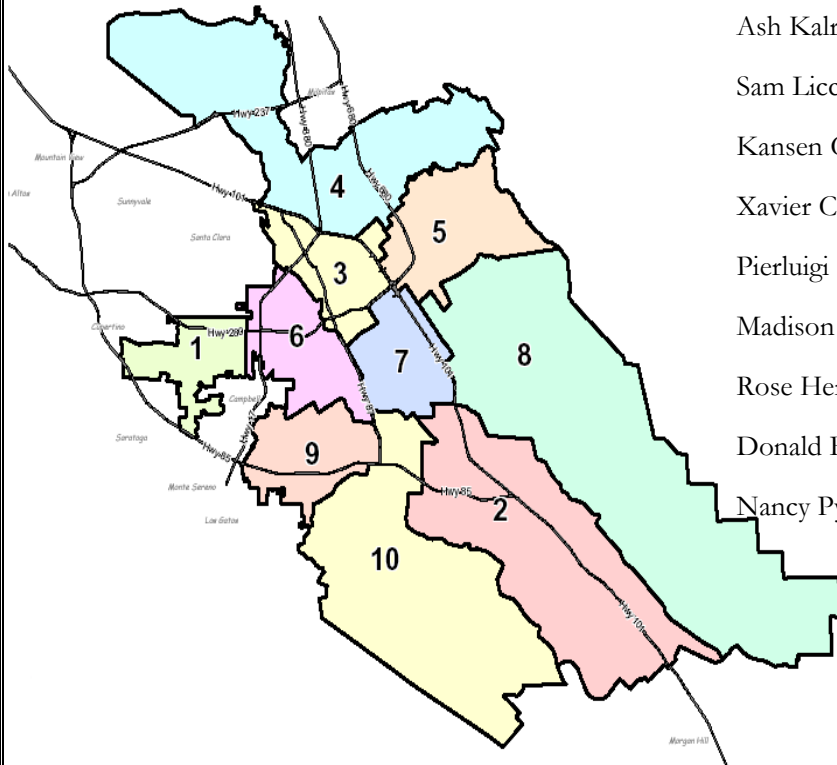 Ash Kalr
Sam Licc
Kansen
Xavier C
Pierluigi
Madison
Rose He
Donald
Nancy Py
Milpitas
Hwy-237
Hwy-880
Hwy-680
Mountain View
Altos
Sunnyvale
Hwy-101
4
Santa Clara
5
3
Cupertino
Hwy-280
1
6
7
Hwy-101
8
Campbell
Hwy-87
Hwy-17
Saratoga
Hwy-85
9
Monte Sereno
Hwy-85
2
Los Gatos
10
Hwy-101
Morgan Hill